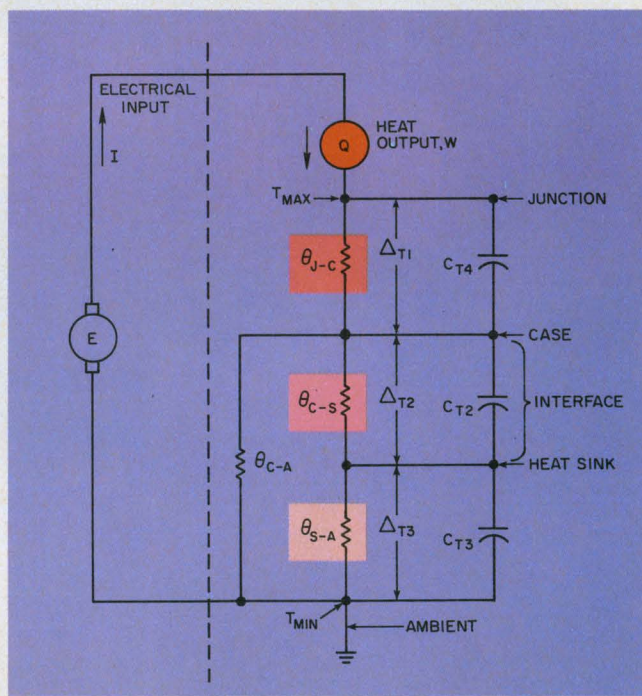 ELECTRICAL
INPUT
I
HEAT
OUTPUT, W
Q
T_MAX
JUNCTION
θ_J-C
Δ_T1
C_T4
E
CASE
θ_C-S
Δ_T2
C_T2
INTERFACE
θ_C-A
HEAT SINK
θ_S-A
Δ_T3
C_T3
T_MIN
AMBIENT